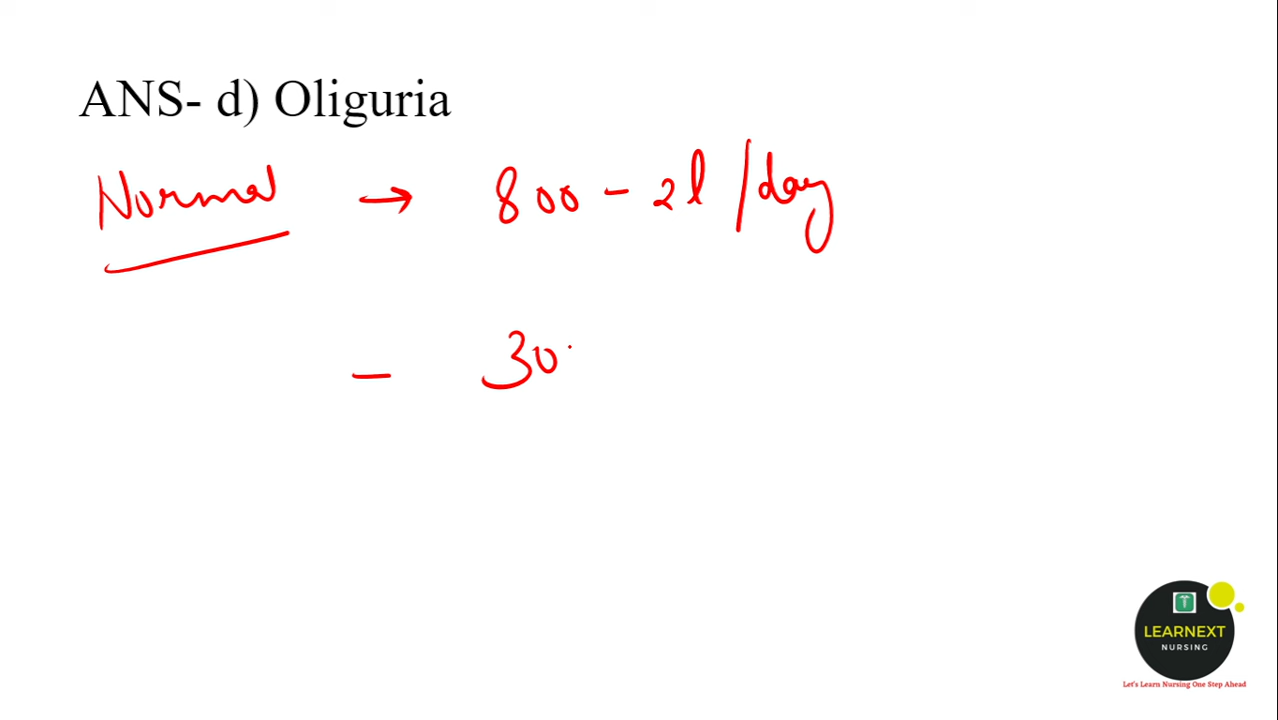 ANS- d) Oliguria
Normal → 800 - 2l /day
- 30
LEARNEXT
NURSING
Let's Learn Nursing One Step Ahead